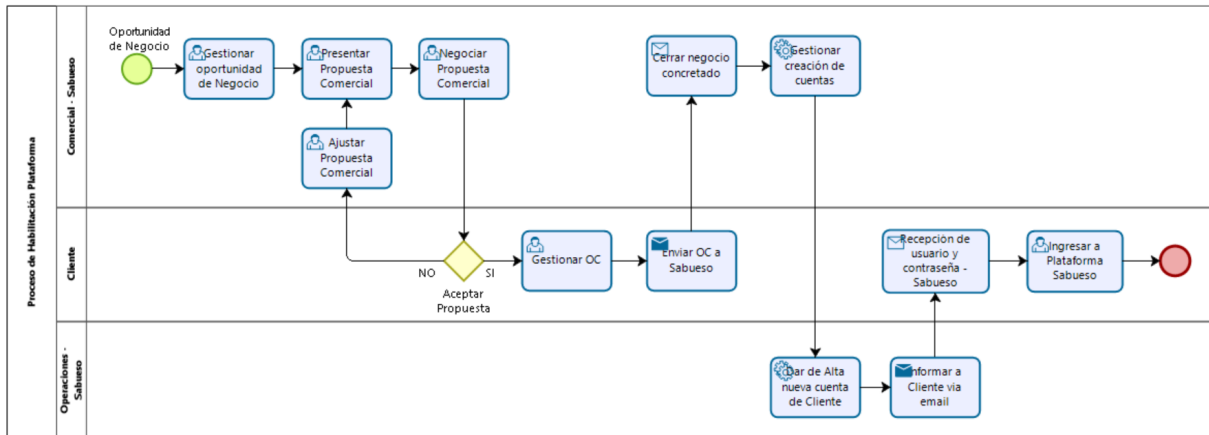 Proceso de Habilitación Plataforma
Comercial - Sabueso
Oportunidad
de Negocio
Gestionar
oportunidad
de Negocio
Presentar
Propuesta
Comercial
Negociar
Propuesta
Comercial
Ajustar
Propuesta
Comercial
Cerrar negocio
concretado
Gestionar
creación de
cuentas
Cliente
NO
SI
Aceptar
Propuesta
Gestionar OC
Enviar OC a
Sabueso
Recepción de
usuario y
contraseña -
Sabueso
Ingresar a
Plataforma
Sabueso
Operaciones -
Sabueso
Dar de Alta
nueva cuenta
de Cliente
Informar a
Cliente via
email